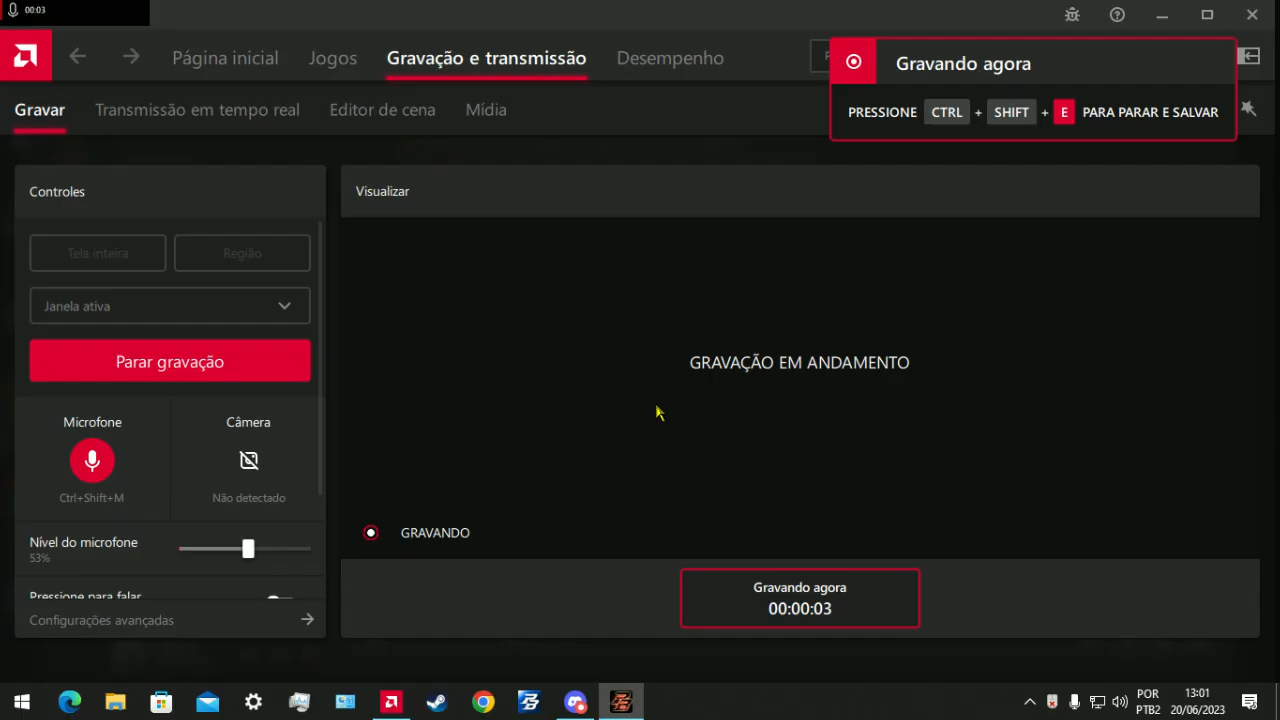 00:03
Página inicial
Jogos
Gravação e transmissão
Desempenho
Gravando agora
PRESSIONE CTRL + SHIFT + E PARA PARAR E SALVAR
Gravar
Transmissão em tempo real
Editor de cena
Mídia
Controles
Visualizar
Tela inteira
Região
Janela ativa
Parar gravação
GRAVAÇÃO EM ANDAMENTO
Microfone
Câmera
Ctrl+Shift+M
Não detectado
GRAVANDO
Nível do microfone
53%
Pressione para falar
Gravando agora
00:00:03
Configurações avançadas
POR
PTB2
13:01
20/06/2023